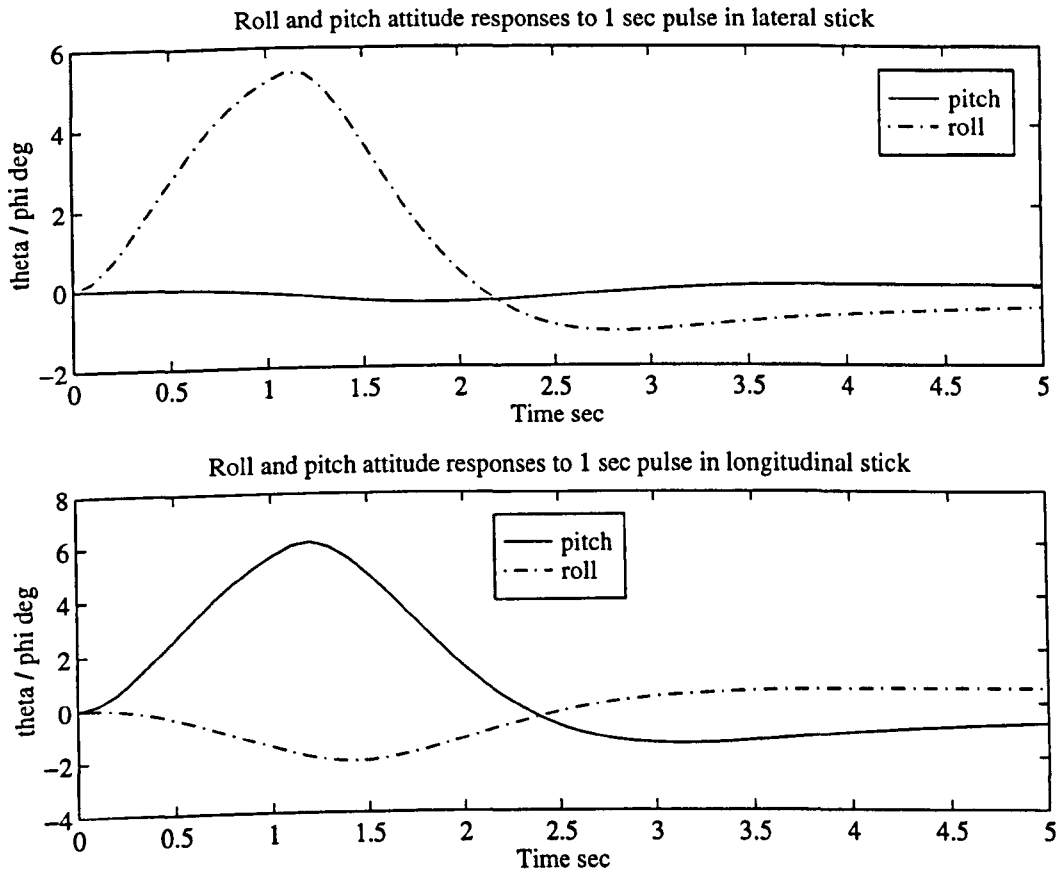 Roll and pitch attitude responses to 1 sec pulse in lateral stick
6
4
2
0
−2
theta / phi deg
pitch
roll
0 0.5 1 1.5 2 2.5 3 3.5 4 4.5 5
Time sec
Roll and pitch attitude responses to 1 sec pulse in longitudinal stick
8
6
4
2
0
−2
−4
theta / phi deg
pitch
roll
0 0.5 1 1.5 2 2.5 3 3.5 4 4.5 5
Time sec